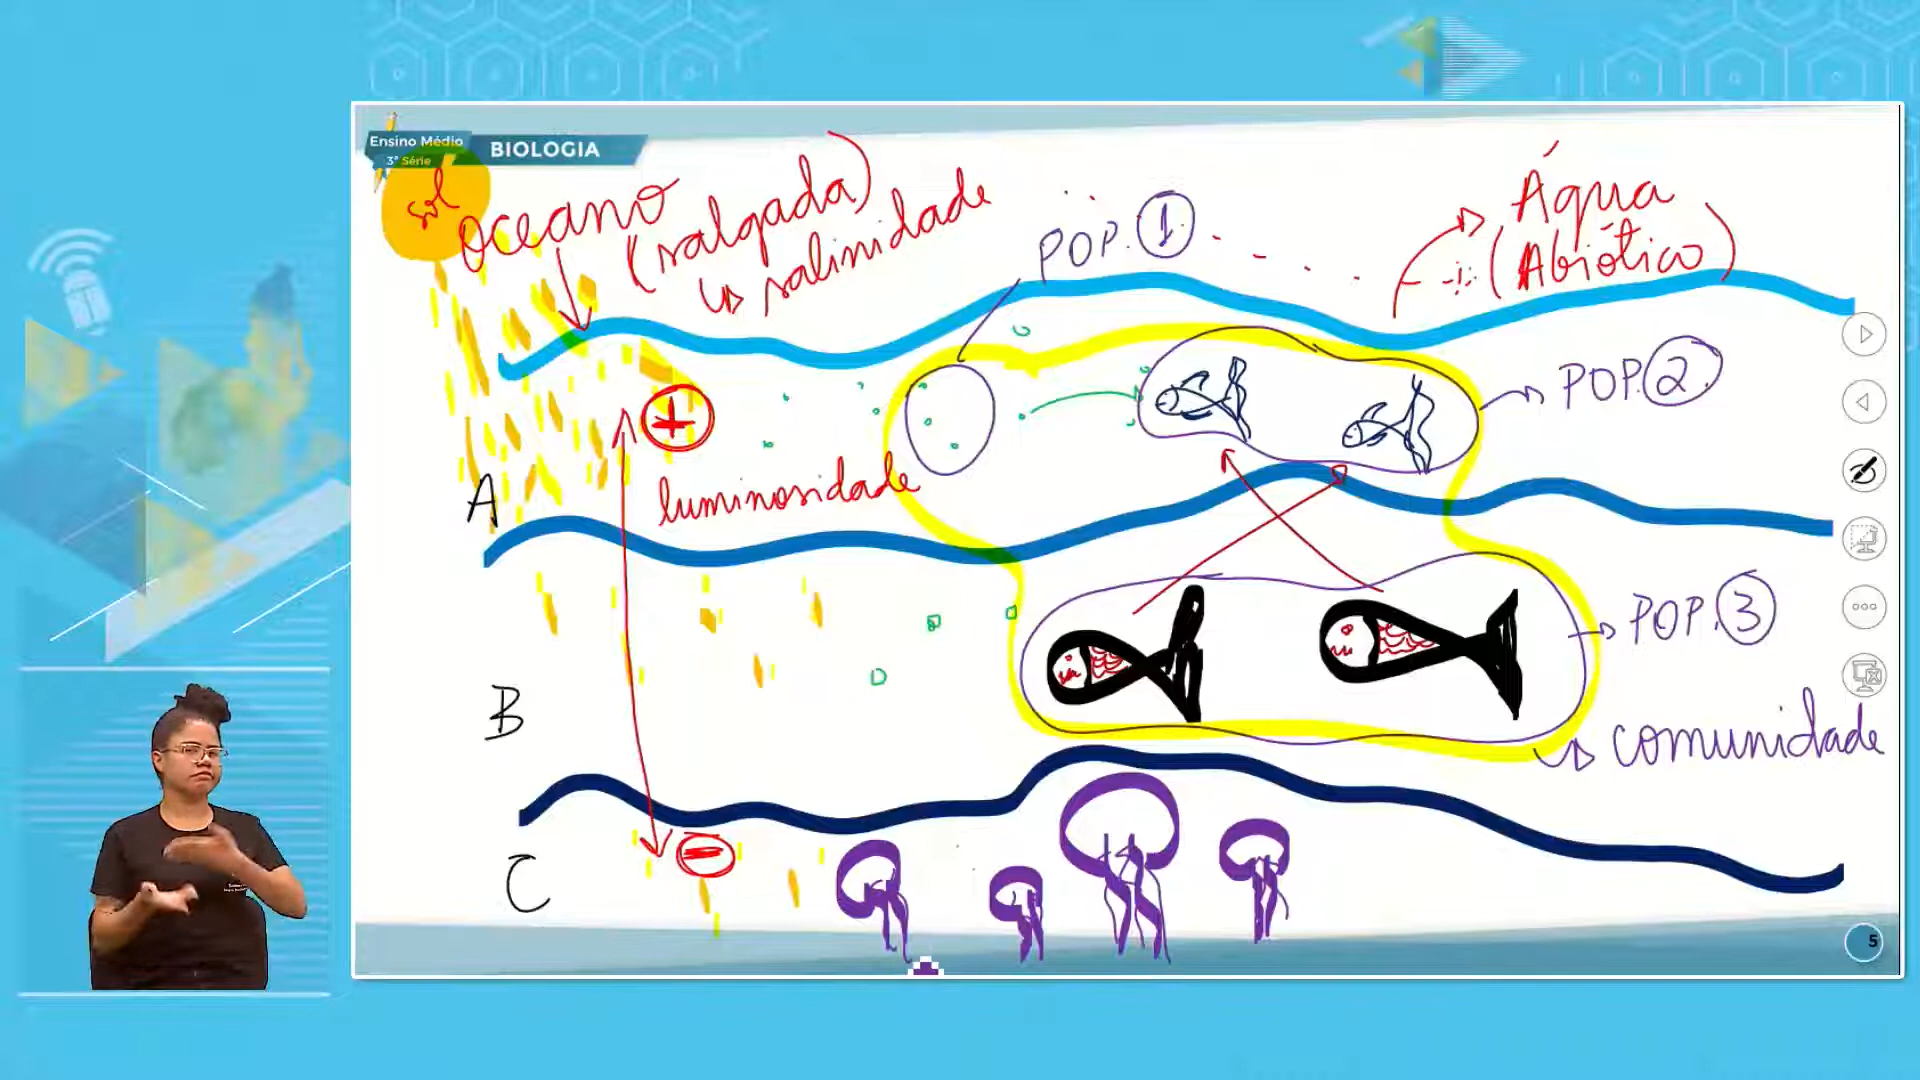 Ensino Médio
3ª Série
BIOLOGIA
sol
oceano
(salgada)
↳ salinidade
POP. 1
Água
(Abiótico)
POP. 2
+
luminosidade
A
POP. 3
B
comunidade
-
C
5